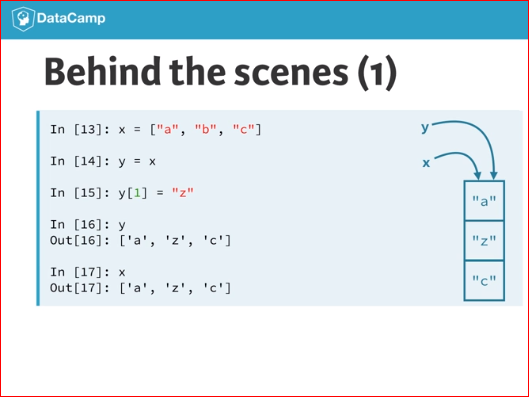 DataCamp
Behind the scenes (1)
In [13]: x = ["a", "b", "c"]
In [14]: y = x
In [15]: y[1] = "z"
In [16]: y
Out[16]: ['a', 'z', 'c']
In [17]: x
Out[17]: ['a', 'z', 'c']
y
x
"a"
"z"
"c"